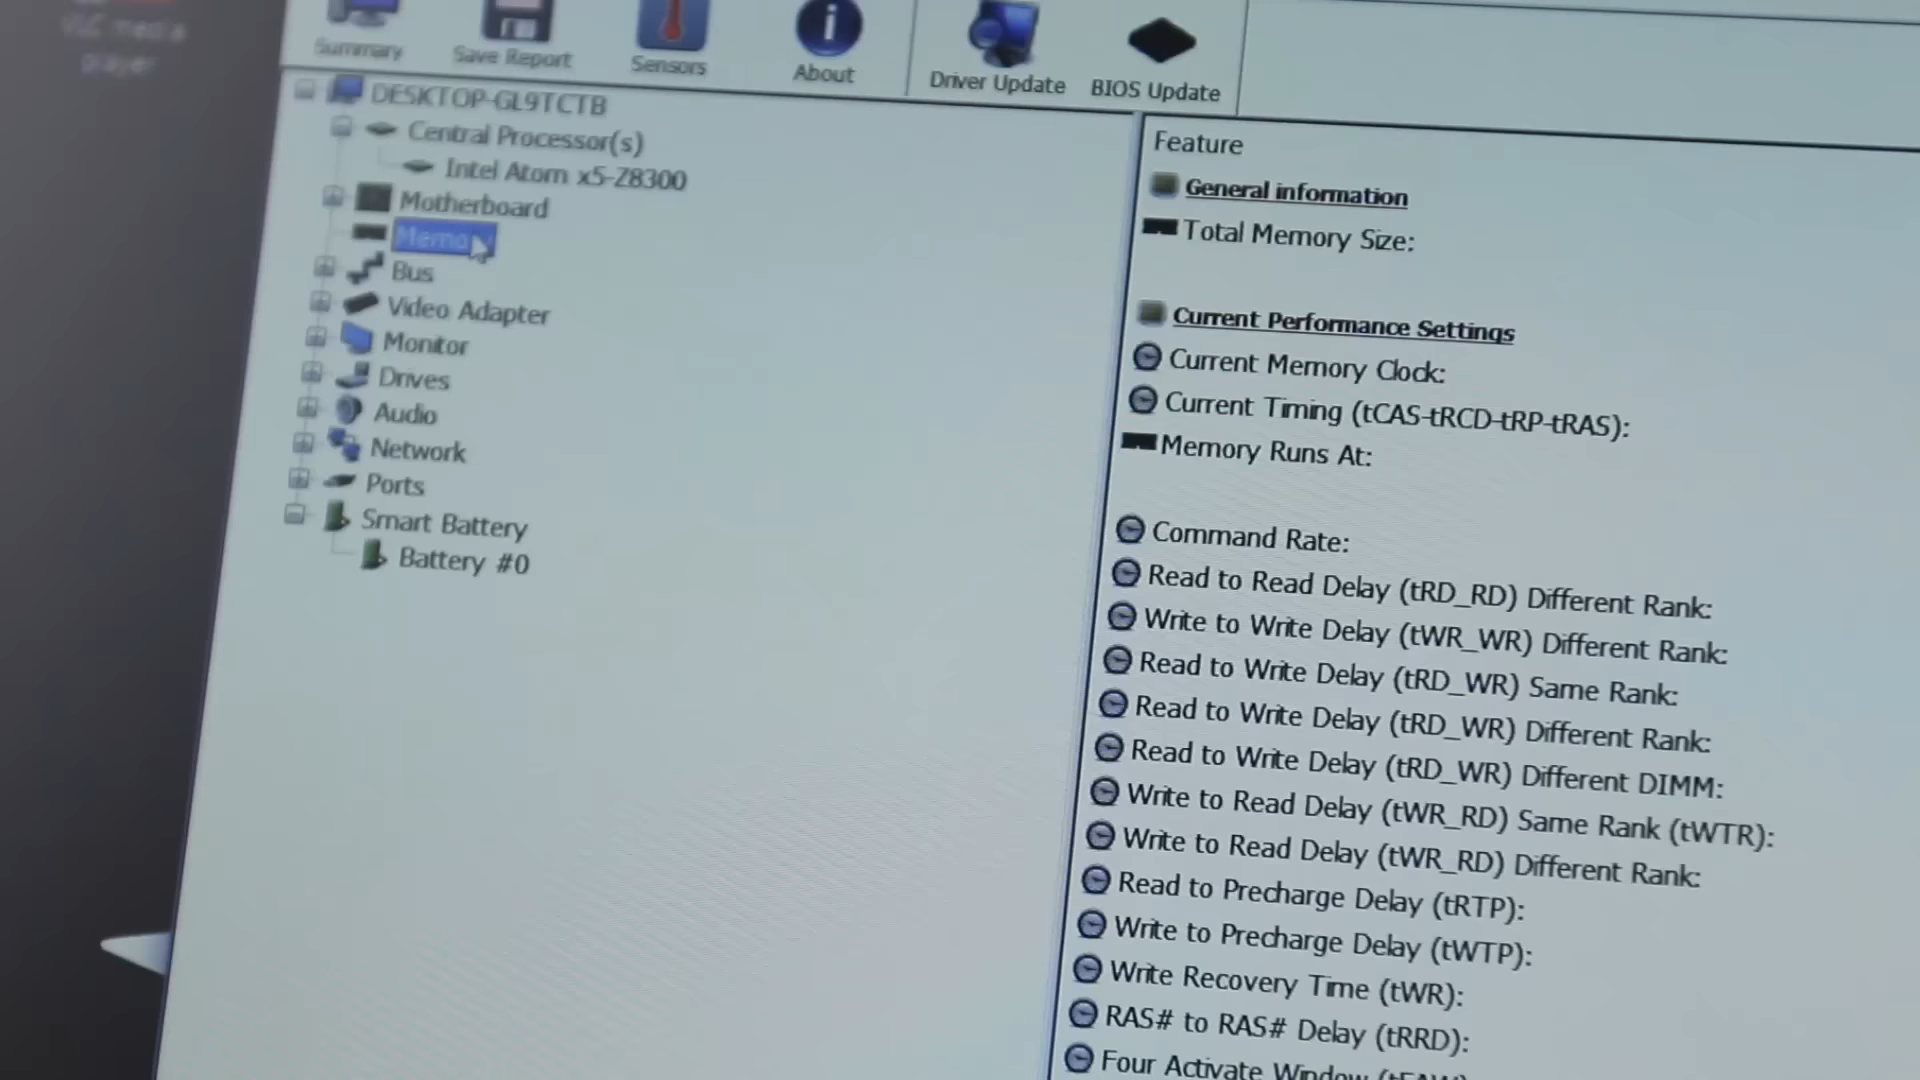 VLC media
player
Summary
Save Report
Sensors
About
Driver Update
BIOS Update
DESKTOP-GL9TCTB
Central Processor(s)
Intel Atom x5-Z8300
Motherboard
Memory
Bus
Video Adapter
Monitor
Drives
Audio
Network
Ports
Smart Battery
Battery #0
Feature
General information
Total Memory Size:
Current Performance Settings
Current Memory Clock:
Current Timing (tCAS-tRCD-tRP-tRAS):
Memory Runs At:
Command Rate:
Read to Read Delay (tRD_RD) Different Rank:
Write to Write Delay (tWR_WR) Different Rank:
Read to Write Delay (tRD_WR) Same Rank:
Read to Write Delay (tRD_WR) Different Rank:
Read to Write Delay (tRD_WR) Different DIMM:
Write to Read Delay (tWR_RD) Same Rank (tWTR):
Write to Read Delay (tWR_RD) Different Rank:
Read to Precharge Delay (tRTP):
Write to Precharge Delay (tWTP):
Write Recovery Time (tWR):
RAS# to RAS# Delay (tRRD):
Four Activate Window